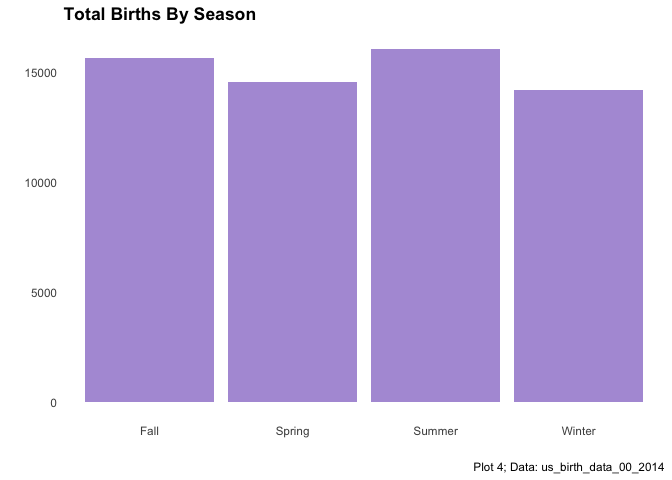 Total Births By Season
15000
10000
5000
0
Fall Spring Summer Winter
Plot 4; Data: us_birth_data_00_2014